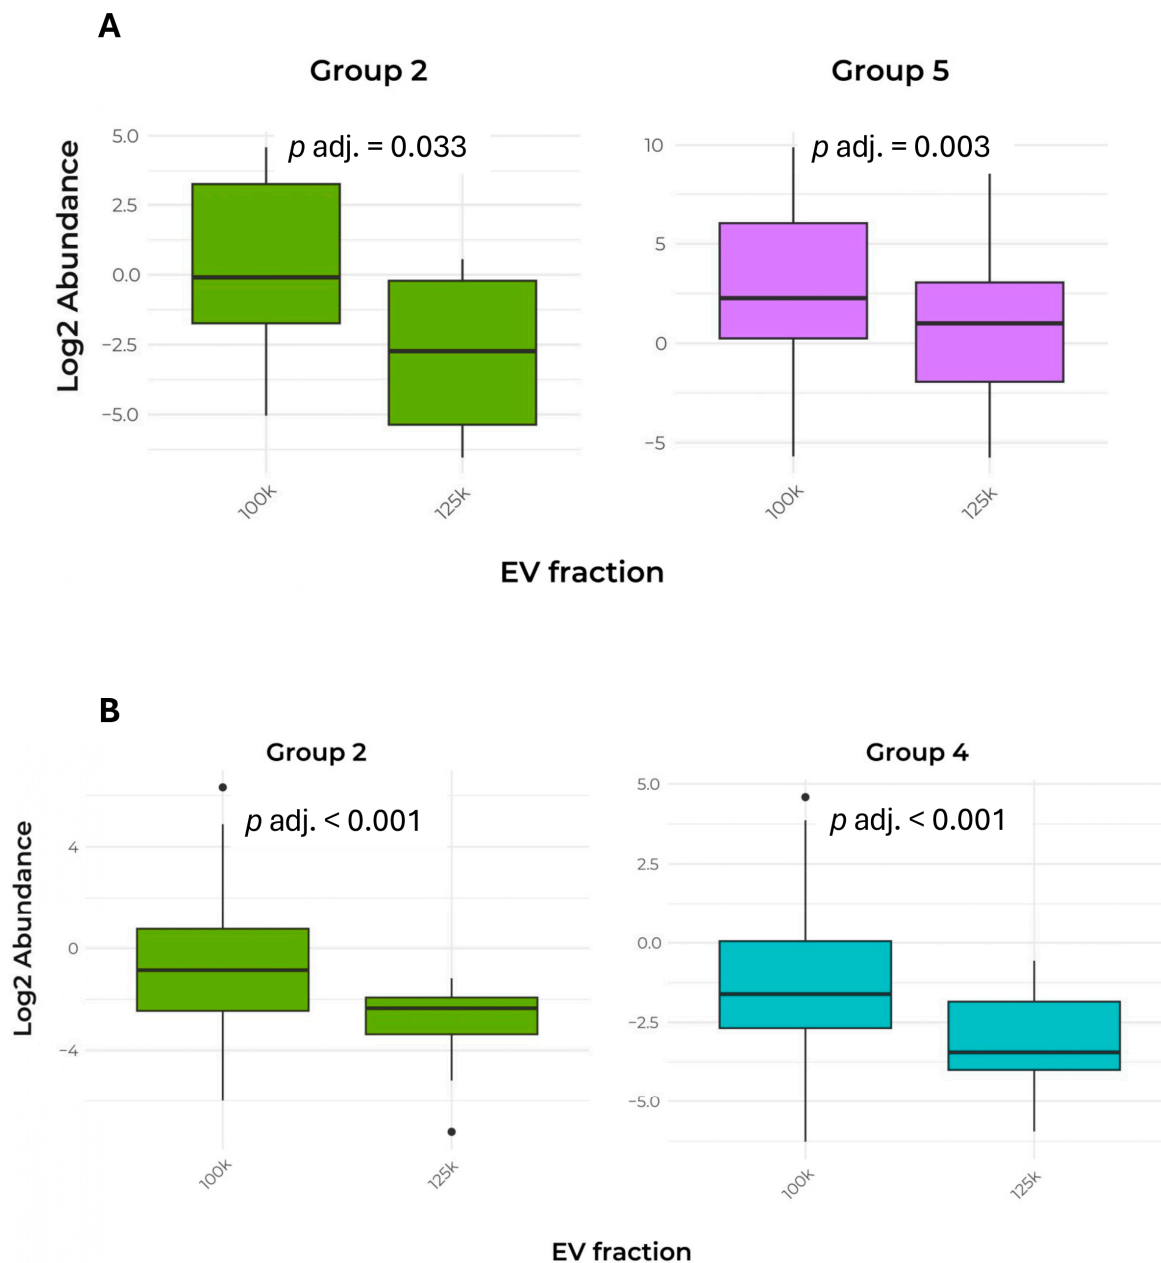 A
Group 2
Group 5
Log2 Abundance
5.0
2.5
0.0
−2.5
−5.0
p adj. = 0.033
100k
125k
10
5
0
−5
p adj. = 0.003
100k
125k
EV fraction
B
Group 2
Group 4
Log2 Abundance
4
0
−4
p adj. < 0.001
100k
125k
5.0
2.5
0.0
−2.5
−5.0
p adj. < 0.001
100k
125k
EV fraction